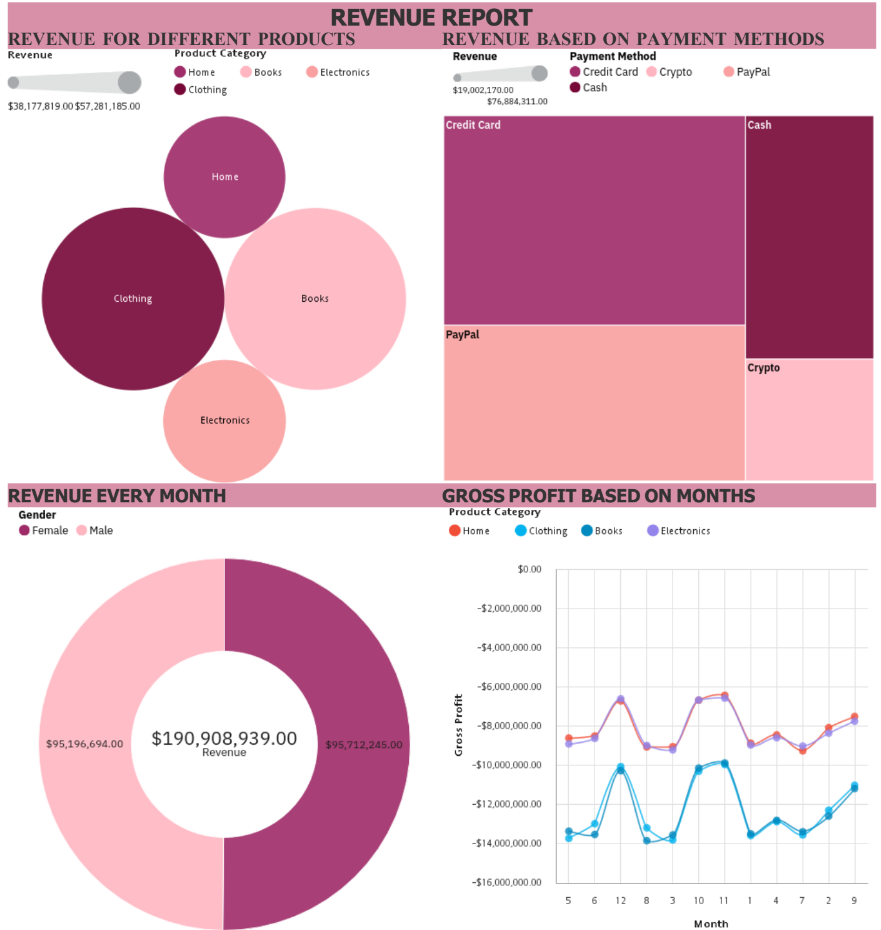 REVENUE REPORT
REVENUE FOR DIFFERENT PRODUCTS
Revenue
$38,177,819.00 $57,281,185.00
Product Category
Home Books Electronics
Clothing
Home
Clothing
Books
Electronics
REVENUE BASED ON PAYMENT METHODS
Revenue
$19,002,170.00
$76,884,311.00
Payment Method
Credit Card Crypto PayPal
Cash
Credit Card
Cash
PayPal
Crypto
REVENUE EVERY MONTH
Gender
Female Male
$95,196,694.00
$190,908,939.00
Revenue
$95,712,245.00
GROSS PROFIT BASED ON MONTHS
Product Category
Home Clothing Books Electronics
Gross Profit
$0.00
-$2,000,000.00
-$4,000,000.00
-$6,000,000.00
-$8,000,000.00
-$10,000,000.00
-$12,000,000.00
-$14,000,000.00
-$16,000,000.00
5 6 12 8 3 10 11 1 4 7 2 9
Month